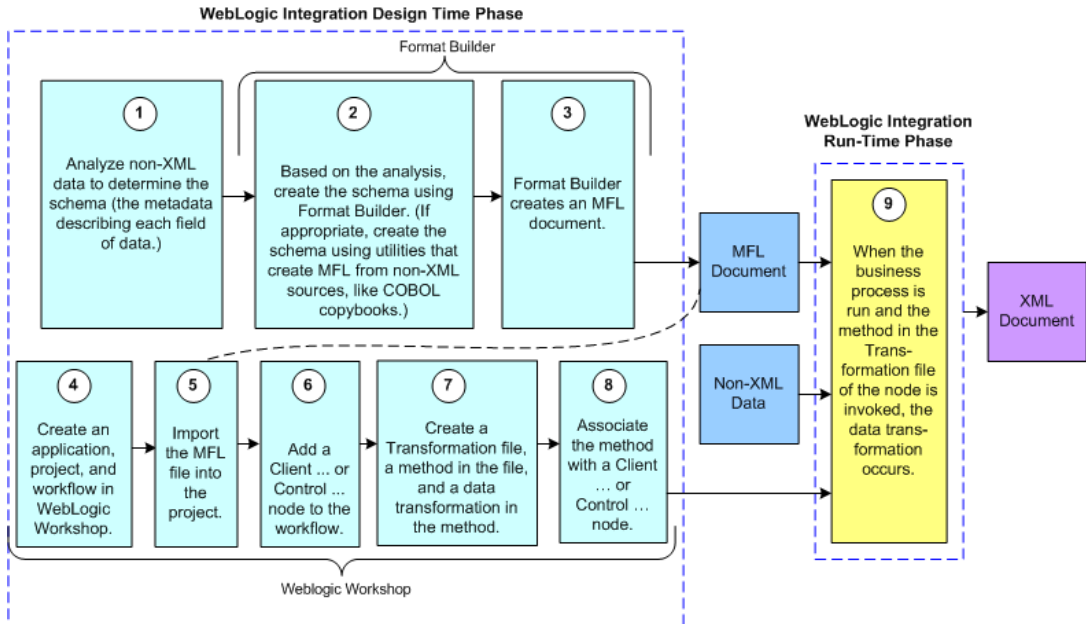 WebLogic Integration Design Time Phase
Format Builder
1
Analyze non-XML
data to determine the
schema (the metadata
describing each field
of data.)
2
Based on the analysis,
create the schema using
Format Builder. (If
appropriate, create the
schema using utilities that
create MFL from non-XML
sources, like COBOL
copybooks.)
3
Format Builder
creates an MFL
document.
4
Create an
application,
project, and
workflow in
WebLogic
Workshop.
5
Import
the MFL
file into
the
project.
6
Add a
Client ... or
Control ...
node to the
workflow.
7
Create a
Transformation file,
a method in the file,
and a data
transformation
in the method.
8
Associate
the method
with a Client
... or
Control ...
node.
Weblogic Workshop
MFL
Document
Non-XML
Data
WebLogic Integration
Run-Time Phase
9
When the
business
process is
run and the
method in the
Trans-
formation file
of the node is
invoked, the
data trans-
formation
occurs.
XML
Document